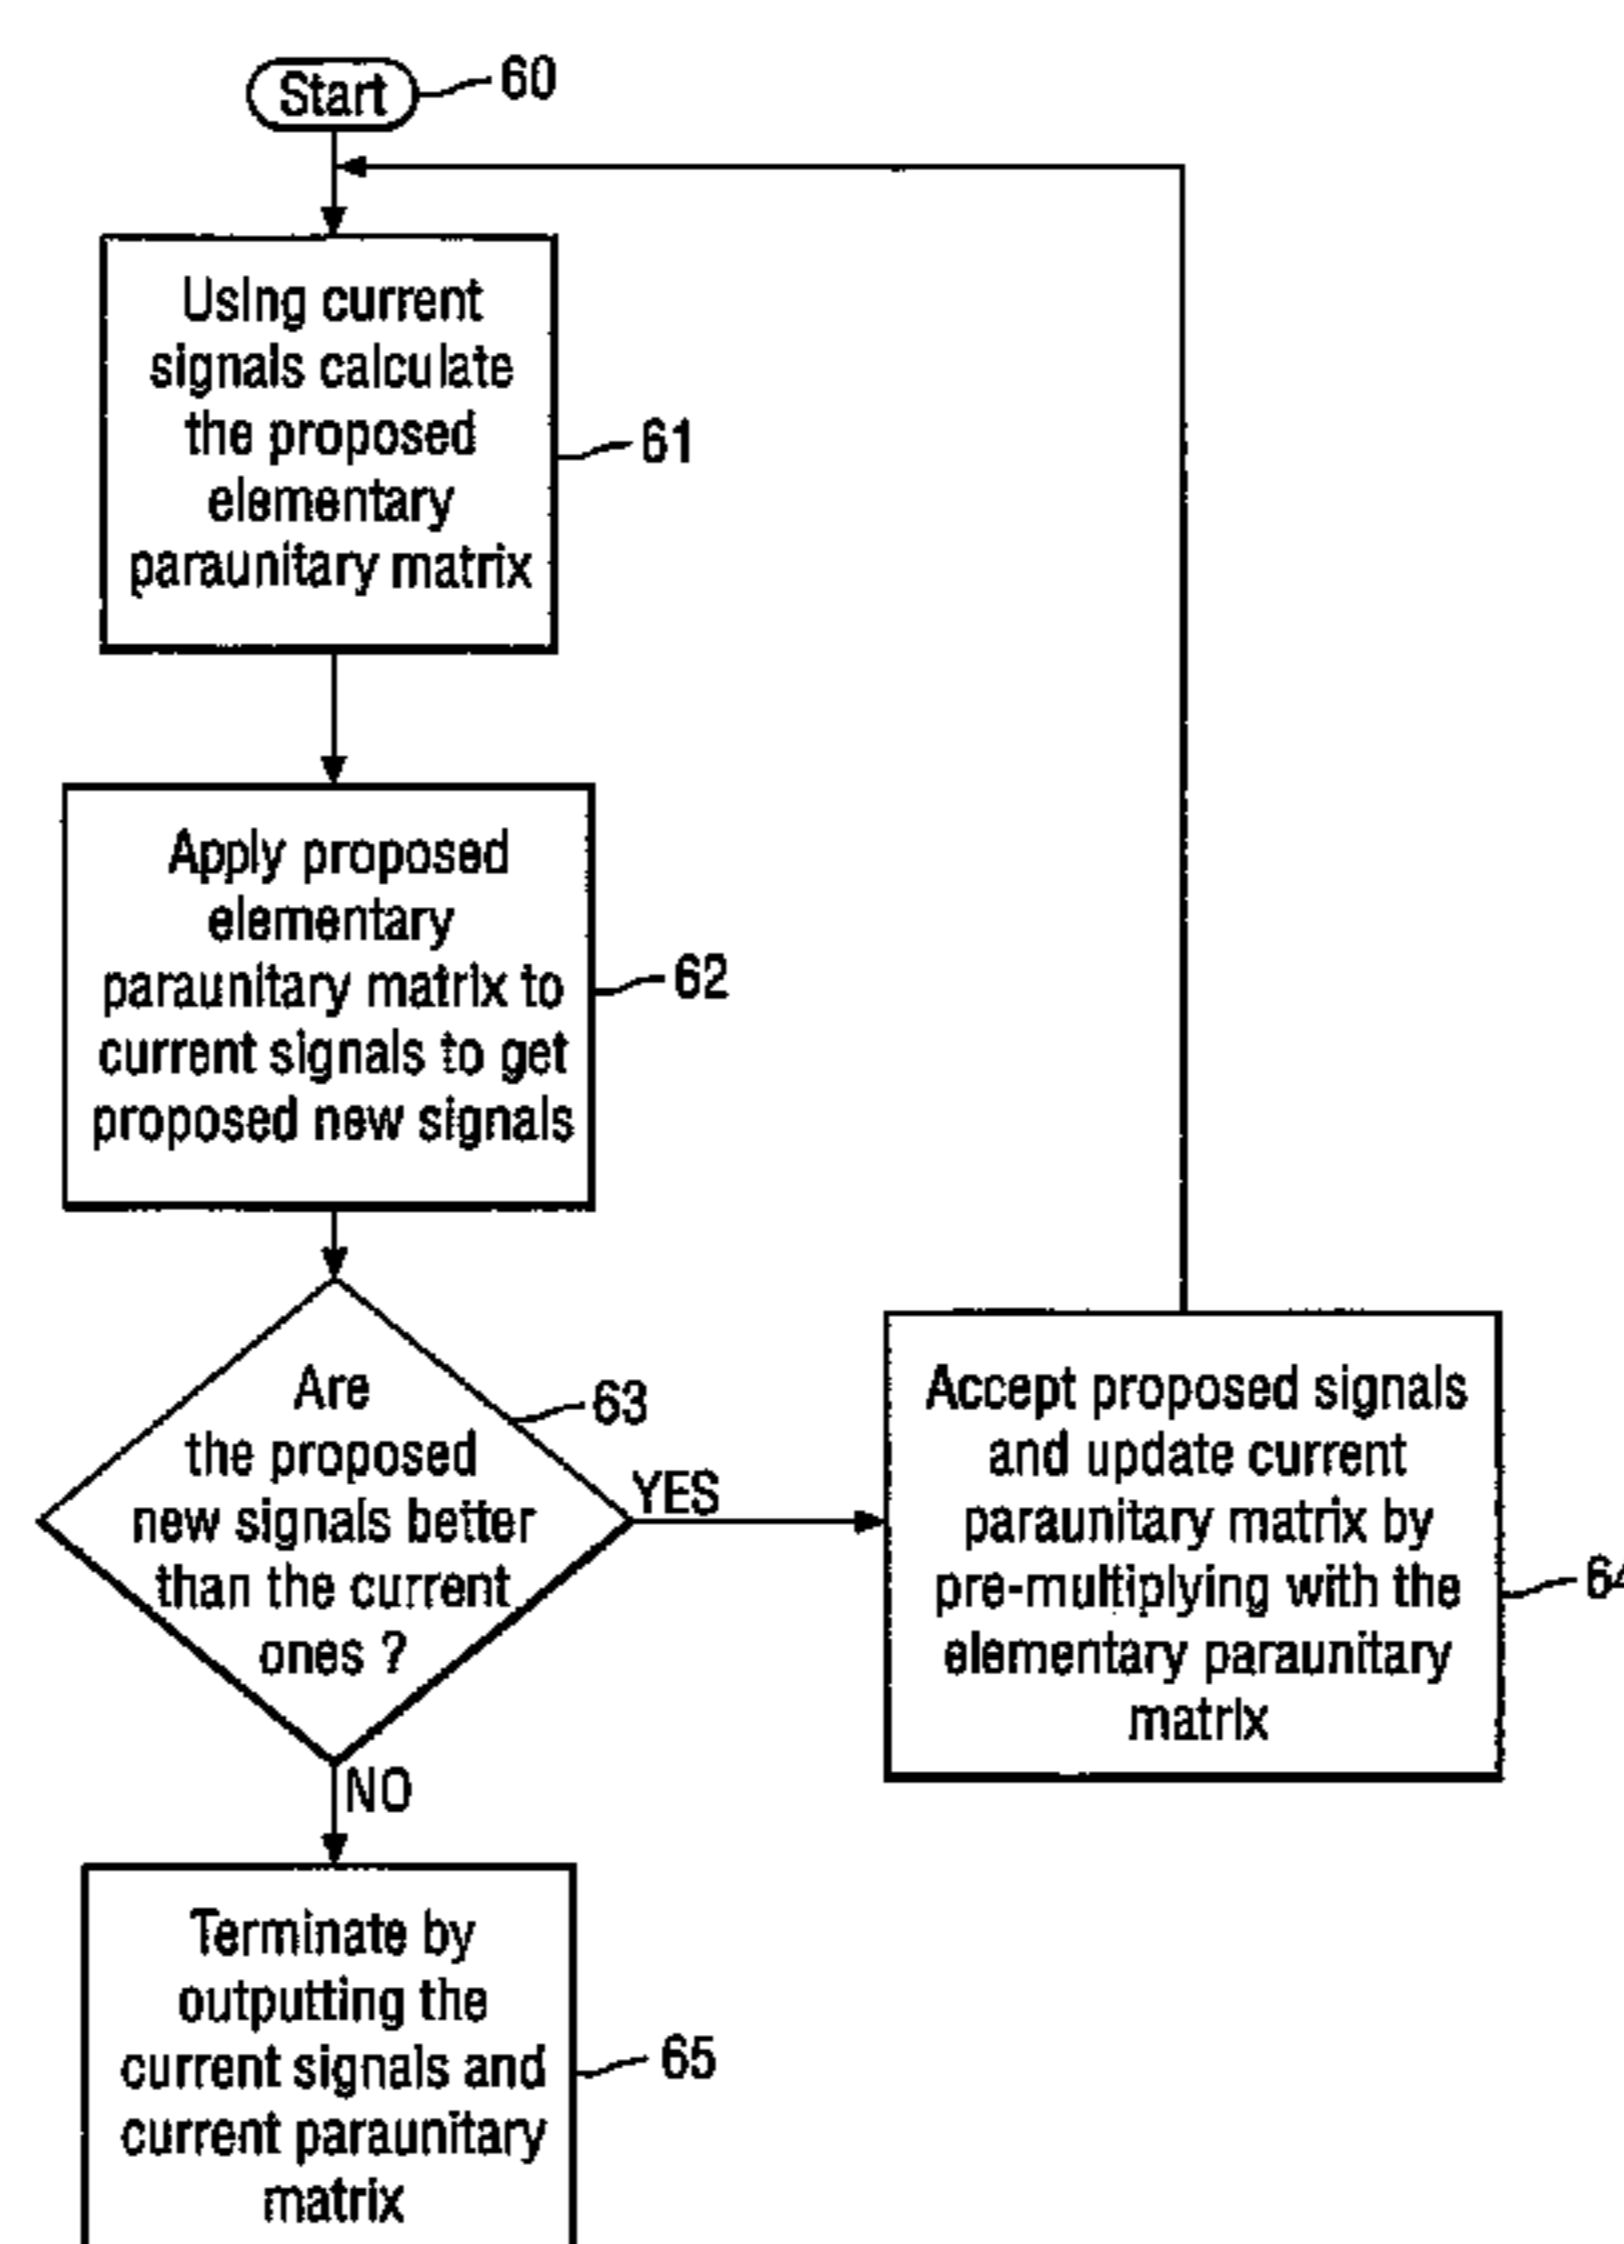 Start
60
Using current
signals calculate
the proposed
elementary
paraunitary matrix
61
Apply proposed
elementary
paraunitary matrix to
current signals to get
proposed new signals
62
Are
the proposed
new signals better
than the current
ones ?
63
YES
Accept proposed signals
and update current
paraunitary matrix by
pre-multiplying with the
elementary paraunitary
matrix
64
NO
Terminate by
outputting the
current signals and
current paraunitary
matrix
65